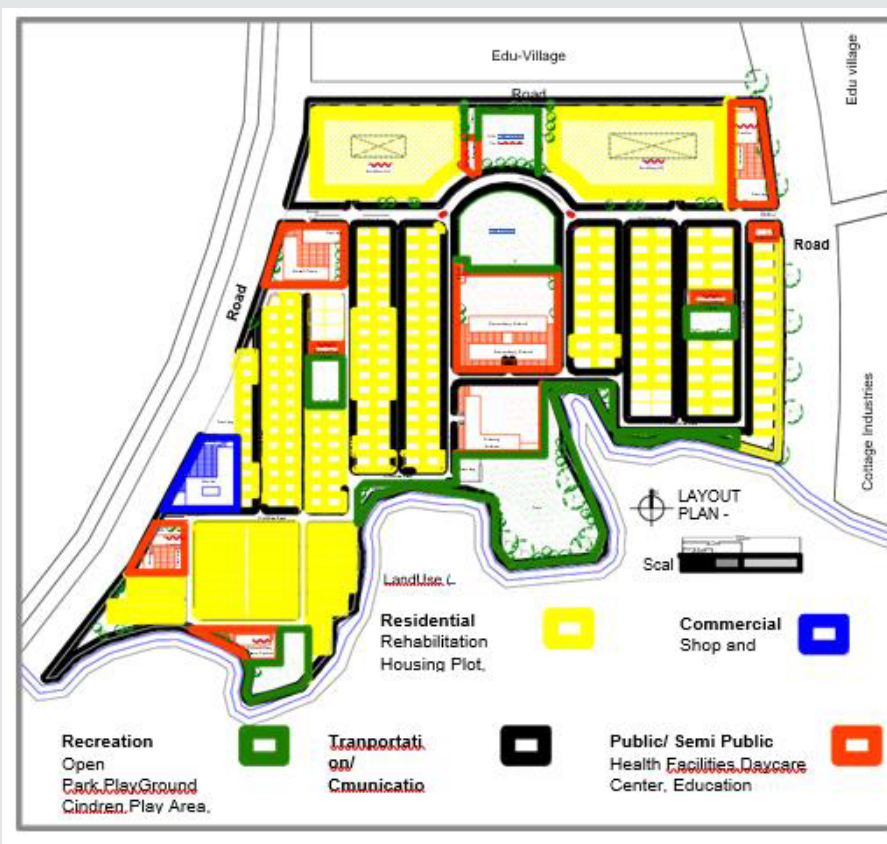 Edu-Village
Edu village
Road
Road
Road
Secondary School
Cottage Industries
LAYOUT
PLAN -
Scal
LandUse (-
Residential
Rehabilitation
Housing Plot,
Commercial
Shop and
Recreation
Open
Park,PlayGround
Cindren,Play Area,
Tranportati
on/
Cmunicatio
Public/ Semi Public
Health Facilities,Daycare
Center, Education